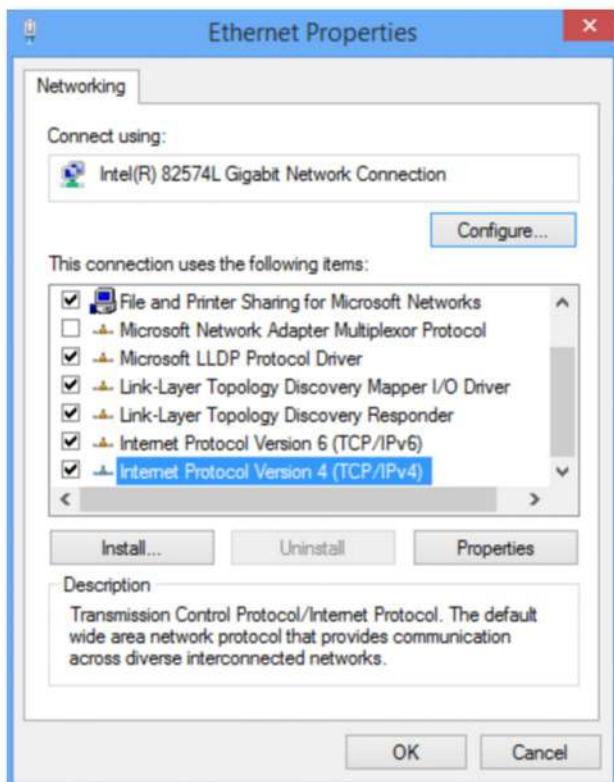 Ethernet Properties
Networking
Connect using:
Intel(R) 82574L Gigabit Network Connection
Configure...
This connection uses the following items:
File and Printer Sharing for Microsoft Networks
Microsoft Network Adapter Multiplexor Protocol
Microsoft LLDP Protocol Driver
Link-Layer Topology Discovery Mapper I/O Driver
Link-Layer Topology Discovery Responder
Internet Protocol Version 6 (TCP/IPv6)
Internet Protocol Version 4 (TCP/IPv4)
Install... Uninstall Properties
Description
Transmission Control Protocol/Internet Protocol. The default
wide area network protocol that provides communication
across diverse interconnected networks.
OK Cancel